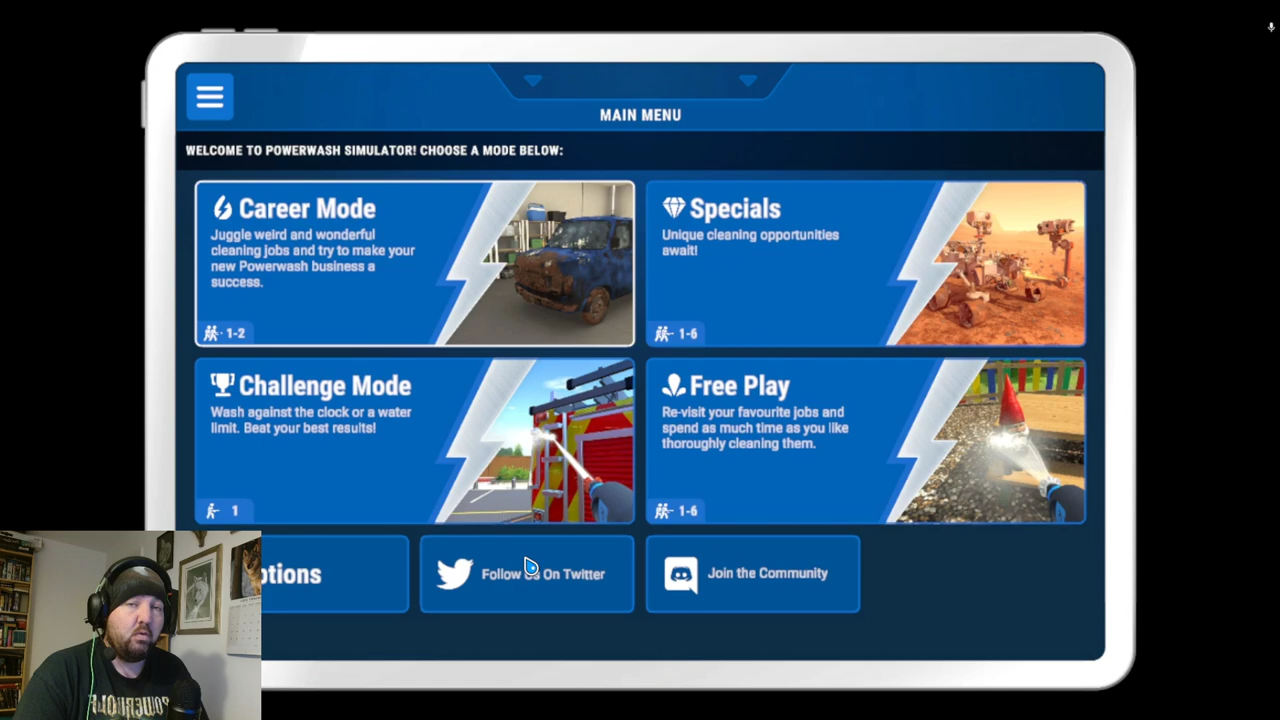 MAIN MENU
WELCOME TO POWERWASH SIMULATOR! CHOOSE A MODE BELOW:
Career Mode
Juggle weird and wonderful
cleaning jobs and try to make your
new Powerwash business a
success.
1-2
Specials
Unique cleaning opportunities
await!
1-6
Challenge Mode
Wash against the clock or a water
limit. Beat your best results!
1
Free Play
Re-visit your favourite jobs and
spend as much time as you like
thoroughly cleaning them.
1-6
ptions
Follow Us On Twitter
Join the Community
POWERWOLF